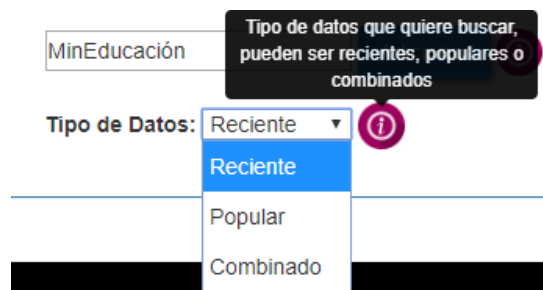 Tipo de datos que quiere buscar,
pueden ser recientes, populares o
combinados
MinEducación
Tipo de Datos: Reciente
Reciente
Popular
Combinado